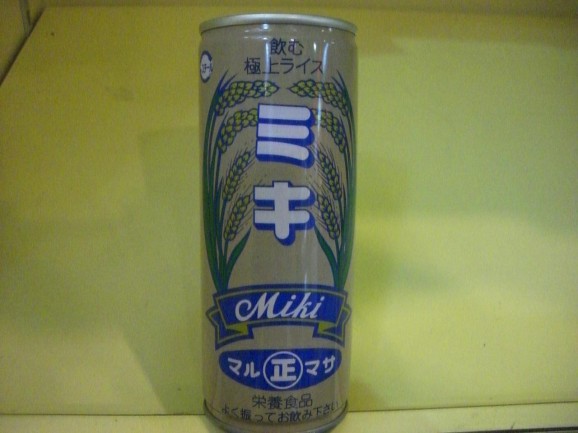 飲む
極上ライス
ミキ
Miki
マル正マサ
栄養食品
よく振ってお飲み下さい